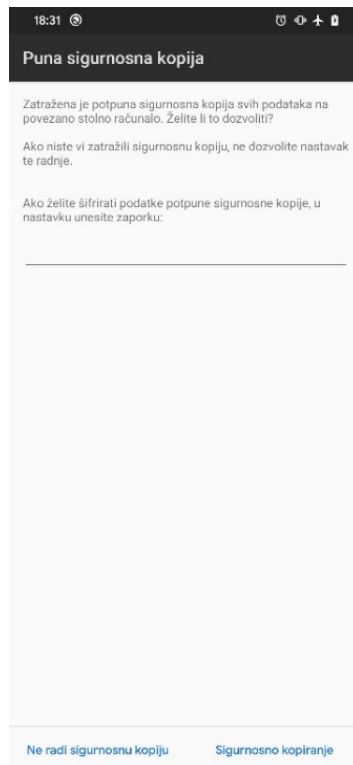 18:31
Puna sigurnosna kopija
Zatražena je potpuna sigurnosna kopija svih podataka na
povezano stolno računalo. Želite li to dozvoliti?
Ako niste vi zatražili sigurnosnu kopiju, ne dozvolite nastavak
te radnje.
Ako želite šifrirati podatke potpune sigurnosne kopije, u
nastavku unesite zaporku:
Ne radi sigurnosnu kopiju Sigurnosno kopiranje